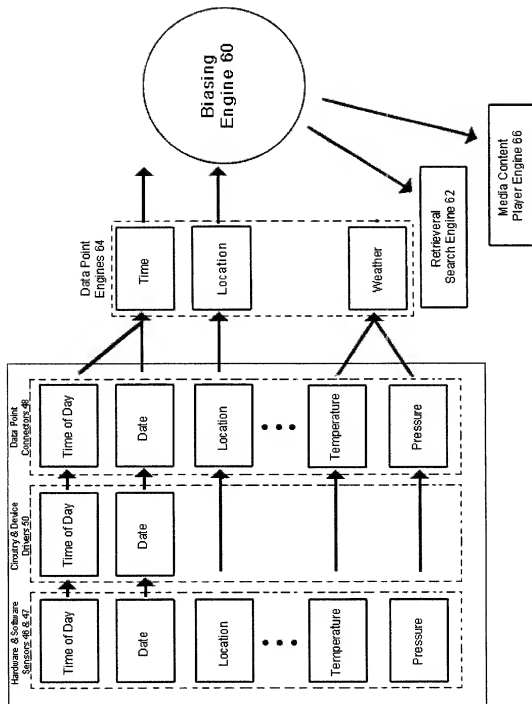 Hardware & Software
Sensors 46 & 47
Time of Day
Date
Location
Temperature
Pressure
Circuitry & Device
Drivers 50
Time of Day
Date
Data Point
Connectors 48
Time of Day
Date
Location
Temperature
Pressure
Data Point
Engines 64
Time
Location
Weather
Biasing
Engine 60
Retrieveral
Search Engine 62
Media Content
Player Engine 66